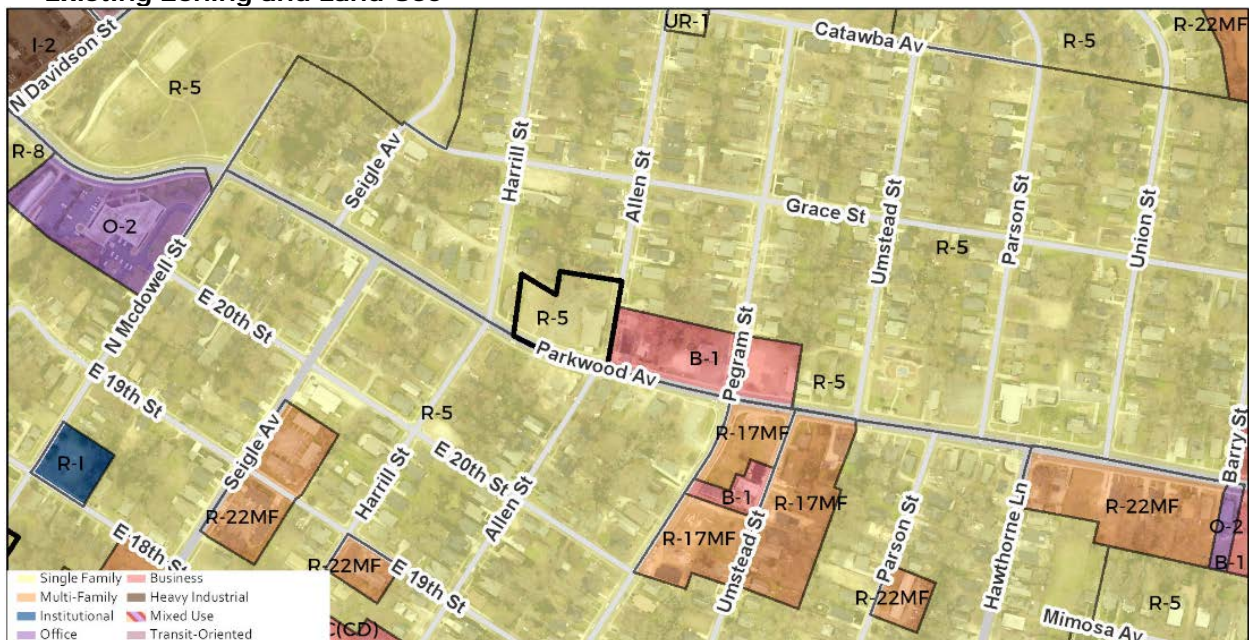 Existing Zoning and Land Use
UR-1
Catawba Av
R-5
R-22MF
I-2
N Davidson St
R-5
Seigle Av
Harrill St
Allen St
R-8
O-2
N Mcdowell St
Grace St
Umstead St
R-5
Parson St
Union St
E 20th St
R-5
Parkwood Av
B-1
Pegram St
R-5
E 19th St
Seigle Av
R-5
Harrill St
E 20th St
Allen St
R-17MF
B-1
R-17MF
R-17MF
Umstead St
Parson St
Hawthorne Ln
R-22MF
Barry St
O-2
B-1
R-I
E 18th St
R-22MF
R-22MF
E 19th St
R-22MF
R-5
Mimosa Av
Single Family
Business
Multi-Family
Heavy Industrial
Institutional
Mixed Use
Office
Transit-Oriented
C(CD)